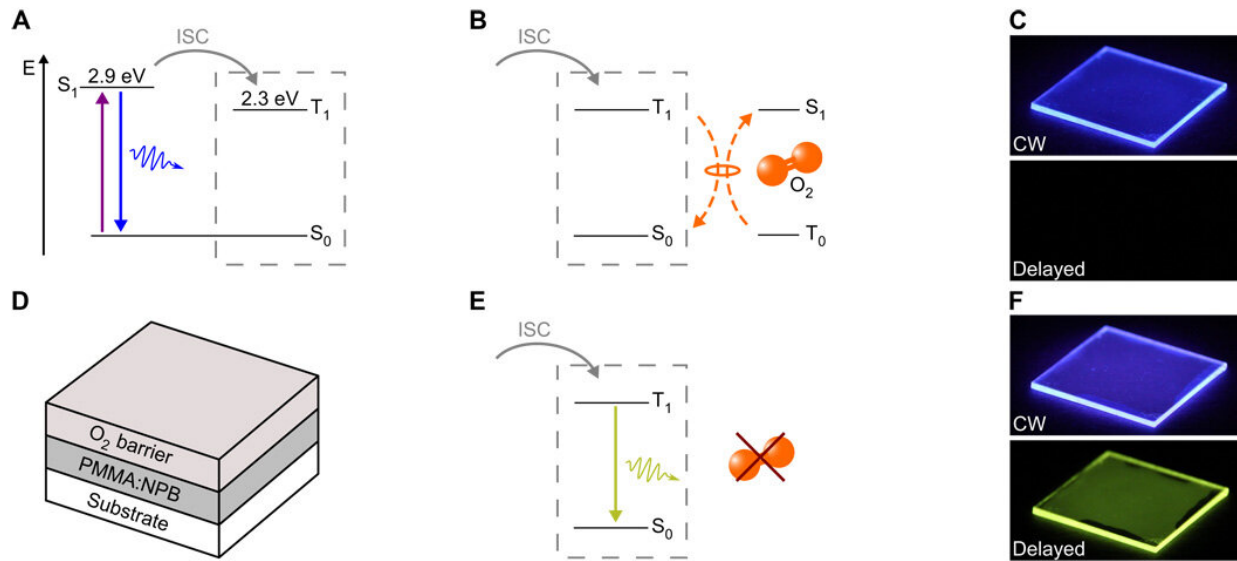 A
E
S1
2.9 eV
ISC
2.3 eV
T1
S0
B
ISC
T1
S0
S1
O2
T0
C
CW
Delayed
D
O2 barrier
PMMA:NPB
Substrate
E
ISC
T1
S0
F
CW
Delayed